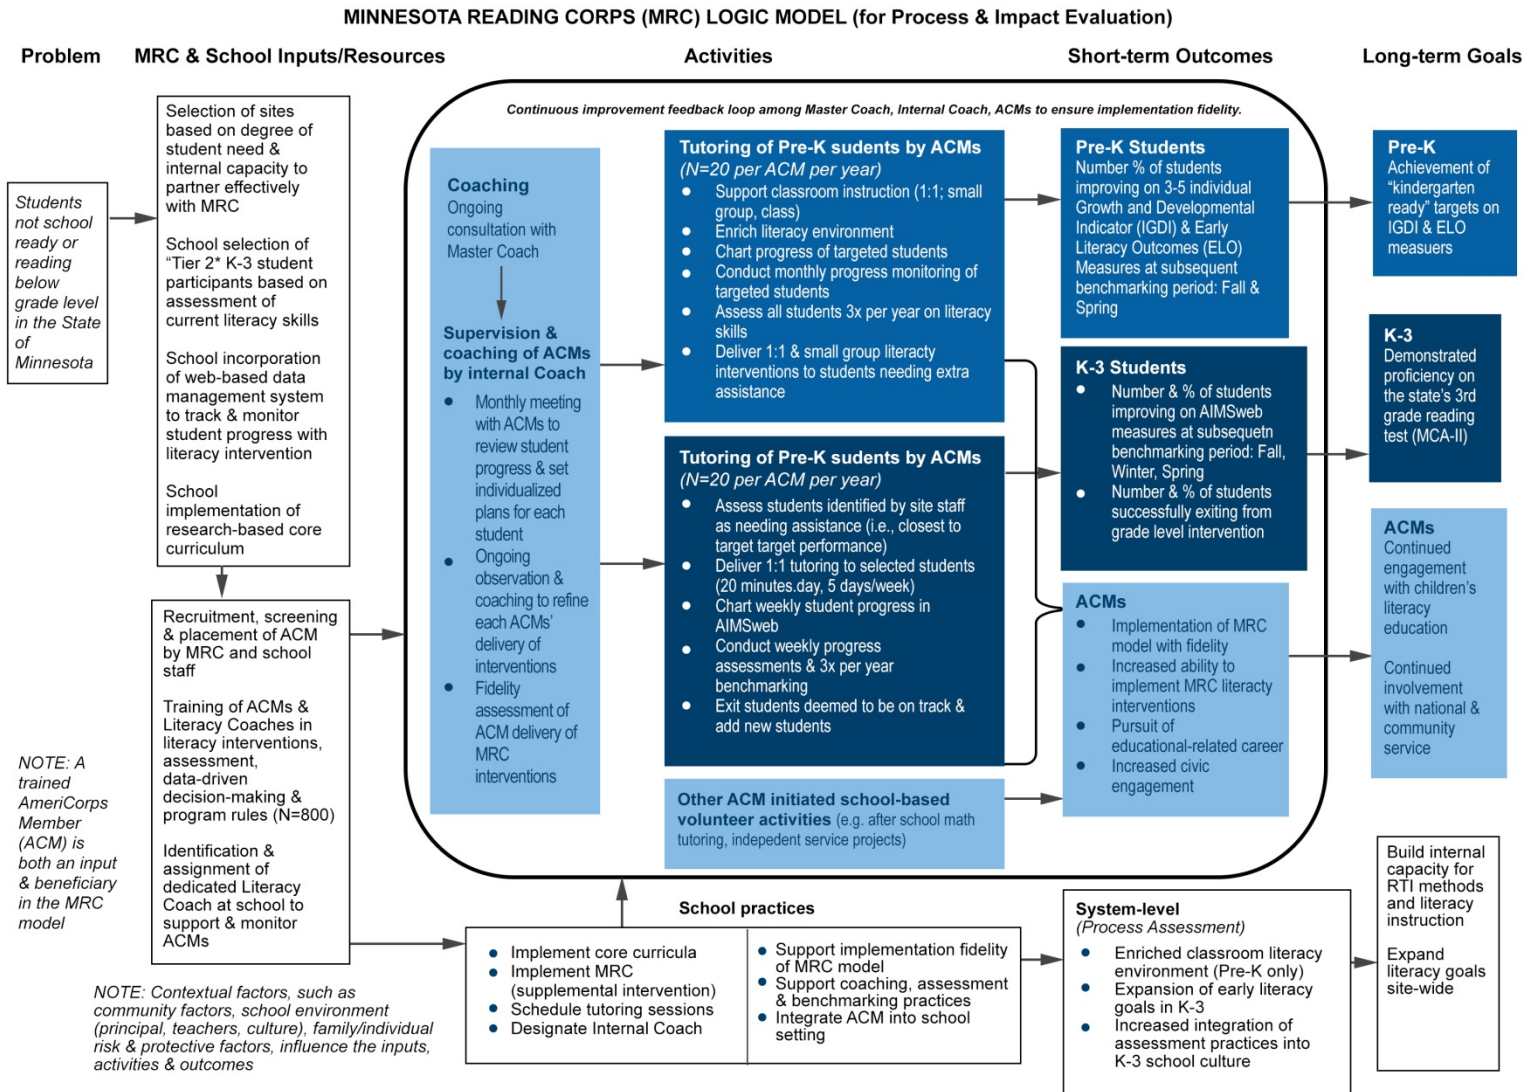 MINNESOTA READING CORPS (MRC) LOGIC MODEL (for Process & Impact Evaluation)
Problem
MRC & School Inputs/Resources
Activities
Short-term Outcomes
Long-term Goals
Students
not school
ready or
reading
below
grade level
in the State
of
Minnesota
NOTE: A
trained
AmeriCorps
Member
(ACM) is
both an input
& beneficiary
in the MRC
model
Selection of sites
based on degree of
student need &
internal capacity to
partner effectively
with MRC
School selection of
“Tier 2* K-3 student
participants based on
assessment of
current literacy skills
School incorporation
of web-based data
management system
to track & monitor
student progress with
literacy intervention
School
implementation of
research-based core
curriculum
Recruitment, screening
& placement of ACM
by MRC and school
staff
Training of ACMs &
Literacy Coaches in
literacy interventions,
assessment,
data-driven
decision-making &
program rules (N=800)
Identification &
assignment of
dedicated Literacy
Coach at school to
support & monitor
ACMs
NOTE: Contextual factors, such as
community factors, school environment
(principal, teachers, culture), family/individual
risk & protective factors, influence the inputs,
activities & outcomes
Continuous improvement feedback loop among Master Coach, Internal Coach, ACMs to ensure implementation fidelity.
Coaching
Ongoing
consultation with
Master Coach
Supervision &
coaching of ACMs
by internal Coach
● Monthly meeting
with ACMs to
review student
progress & set
individualized
plans for each
student
● Ongoing
observation &
coaching to refine
each ACMs’
delivery of
interventions
● Fidelity
assessment of
ACM delivery of
MRC
interventions
Tutoring of Pre-K sudents by ACMs
(N=20 per ACM per year)
● Support classroom instruction (1:1; small
group, class)
● Enrich literacy environment
● Chart progress of targeted students
● Conduct monthly progress monitoring of
targeted students
● Assess all students 3x per year on literacy
skills
● Deliver 1:1 & small group literacty
interventions to students needing extra
assistance
Tutoring of Pre-K sudents by ACMs
(N=20 per ACM per year)
● Assess students identified by site staff
as needing assistance (i.e., closest to
target target performance)
● Deliver 1:1 tutoring to selected students
(20 minutes.day, 5 days/week)
● Chart weekly student progress in
AIMSweb
● Conduct weekly progress
assessments & 3x per year
benchmarking
● Exit students deemed to be on track &
add new students
Other ACM initiated school-based
volunteer activities (e.g. after school math
tutoring, indepedent service projects)
Pre-K Students
Number % of students
improving on 3-5 individual
Growth and Developmental
Indicator (IGDI) & Early
Literacy Outcomes (ELO)
Measures at subsequent
benchmarking period: Fall &
Spring
K-3 Students
● Number & % of students
improving on AIMSweb
measures at subsequetn
benchmarking period: Fall,
Winter, Spring
● Number & % of students
successfully exiting from
grade level intervention
ACMs
● Implementation of MRC
model with fidelity
● Increased ability to
implement MRC literacty
interventions
● Pursuit of
educational-related career
● Increased civic
engagement
Pre-K
Achievement of
“kindergarten
ready” targets on
IGDI & ELO
measuers
K-3
Demonstrated
proficiency on
the state’s 3rd
grade reading
test (MCA-II)
ACMs
Continued
engagement
with children’s
literacy
education
Continued
involvement
with national &
community
service
School practices
● Implement core curricula
● Implement MRC
(supplemental intervention)
● Schedule tutoring sessions
● Designate Internal Coach
● Support implementation fidelity
of MRC model
● Support coaching, assessment
& benchmarking practices
● Integrate ACM into school
setting
System-level
(Process Assessment)
● Enriched classroom literacy
environment (Pre-K only)
● Expansion of early literacy
goals in K-3
● Increased integration of
assessment practices into
K-3 school culture
Build internal
capacity for
RTI methods
and literacy
instruction
Expand
literacy goals
site-wide